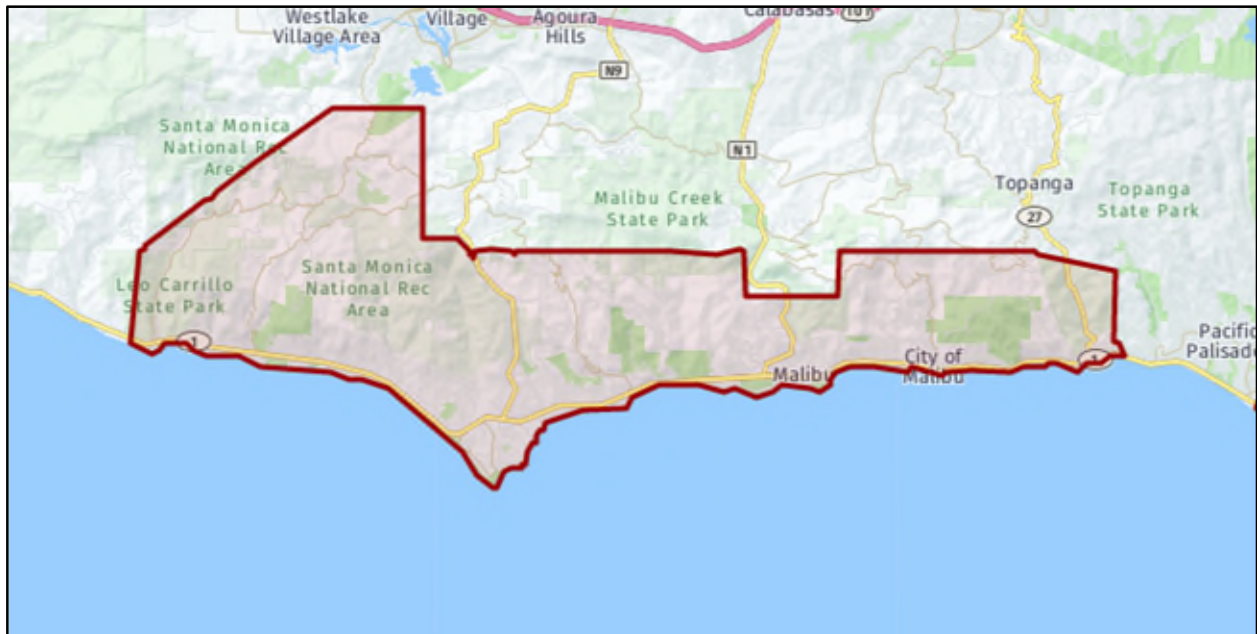 Westlake
Village Area
Village
Agoura
Hills
Calabasas
101
N9
Santa Monica
National Rec
Area
N1
Malibu Creek
State Park
Topanga
27
Topanga
State Park
Santa Monica
National Rec
Area
Leo Carrillo
State Park
1
Pacific
Palisad
1
City of
Malibu
Malibu